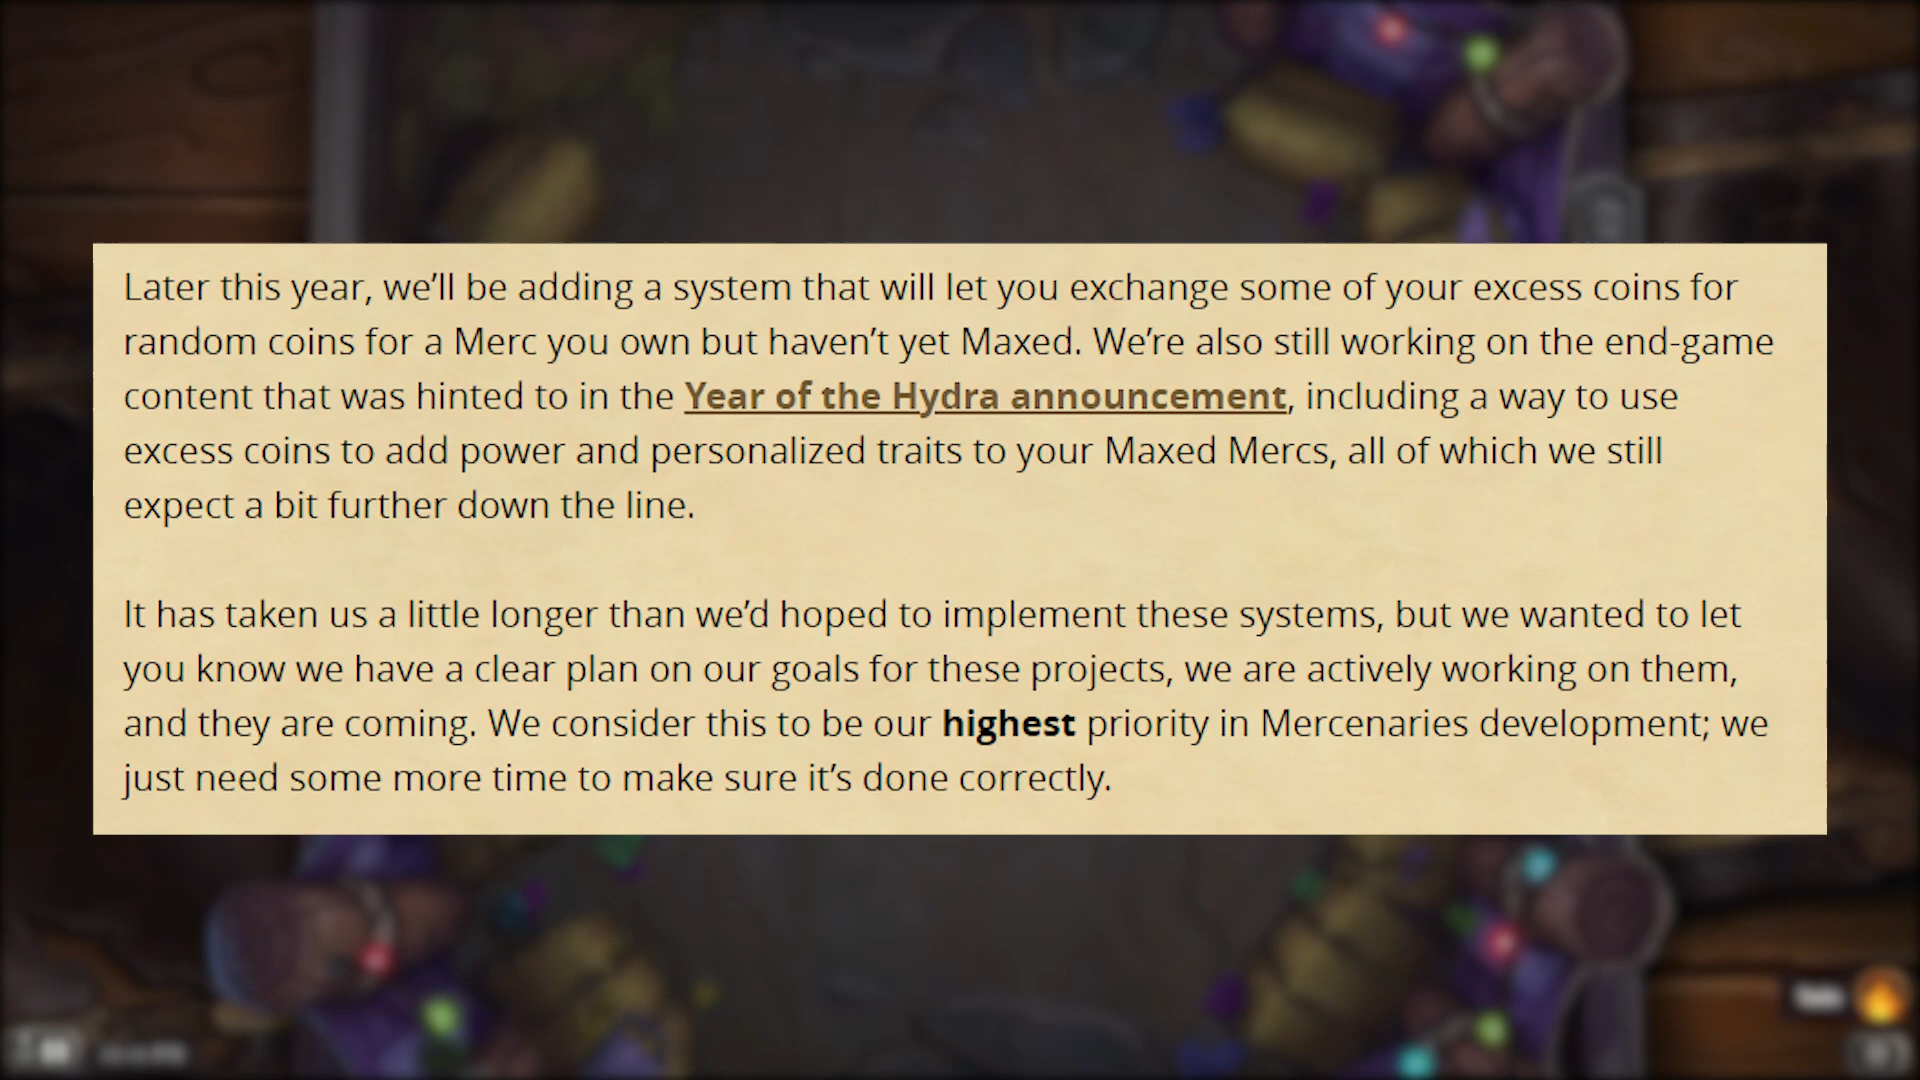 Later this year, we’ll be adding a system that will let you exchange some of your excess coins for
random coins for a Merc you own but haven’t yet Maxed. We’re also still working on the end-game
content that was hinted to in the Year of the Hydra announcement, including a way to use
excess coins to add power and personalized traits to your Maxed Mercs, all of which we still
expect a bit further down the line.
It has taken us a little longer than we’d hoped to implement these systems, but we wanted to let
you know we have a clear plan on our goals for these projects, we are actively working on them,
and they are coming. We consider this to be our highest priority in Mercenaries development; we
just need some more time to make sure it’s done correctly.